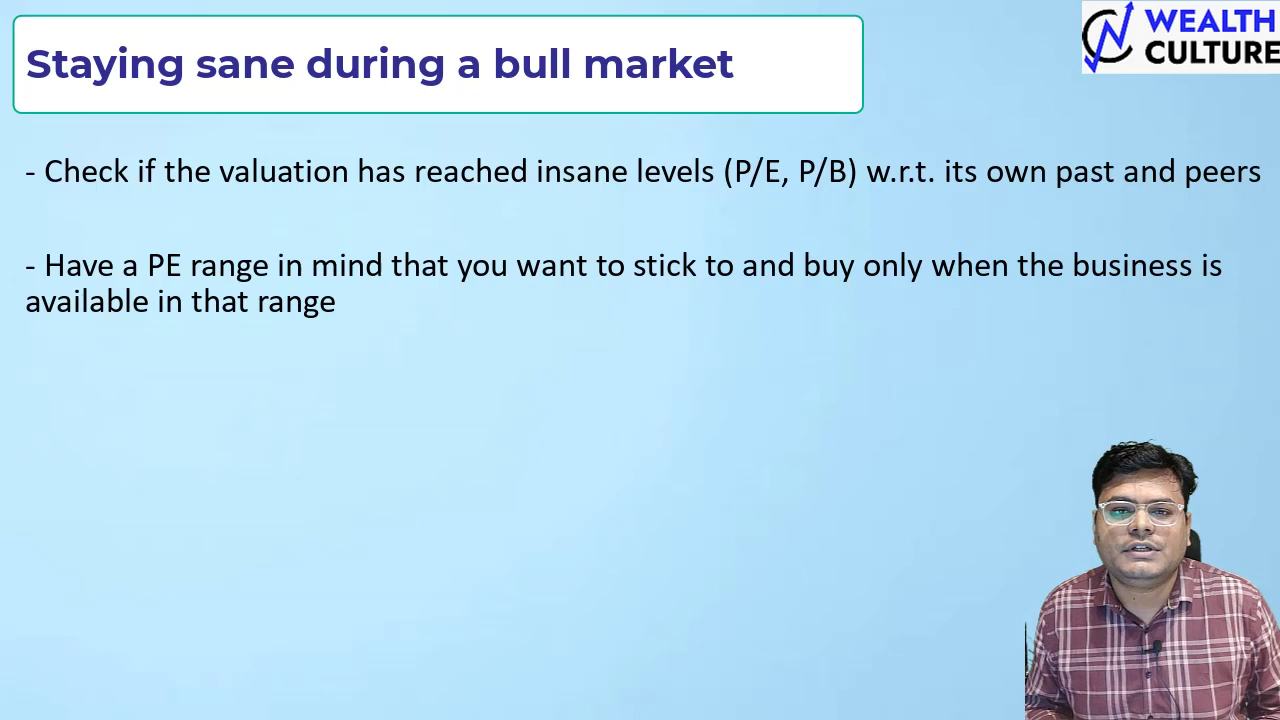 Staying sane during a bull market
WEALTH
CULTURE
- Check if the valuation has reached insane levels (P/E, P/B) w.r.t. its own past and peers
- Have a PE range in mind that you want to stick to and buy only when the business is
available in that range